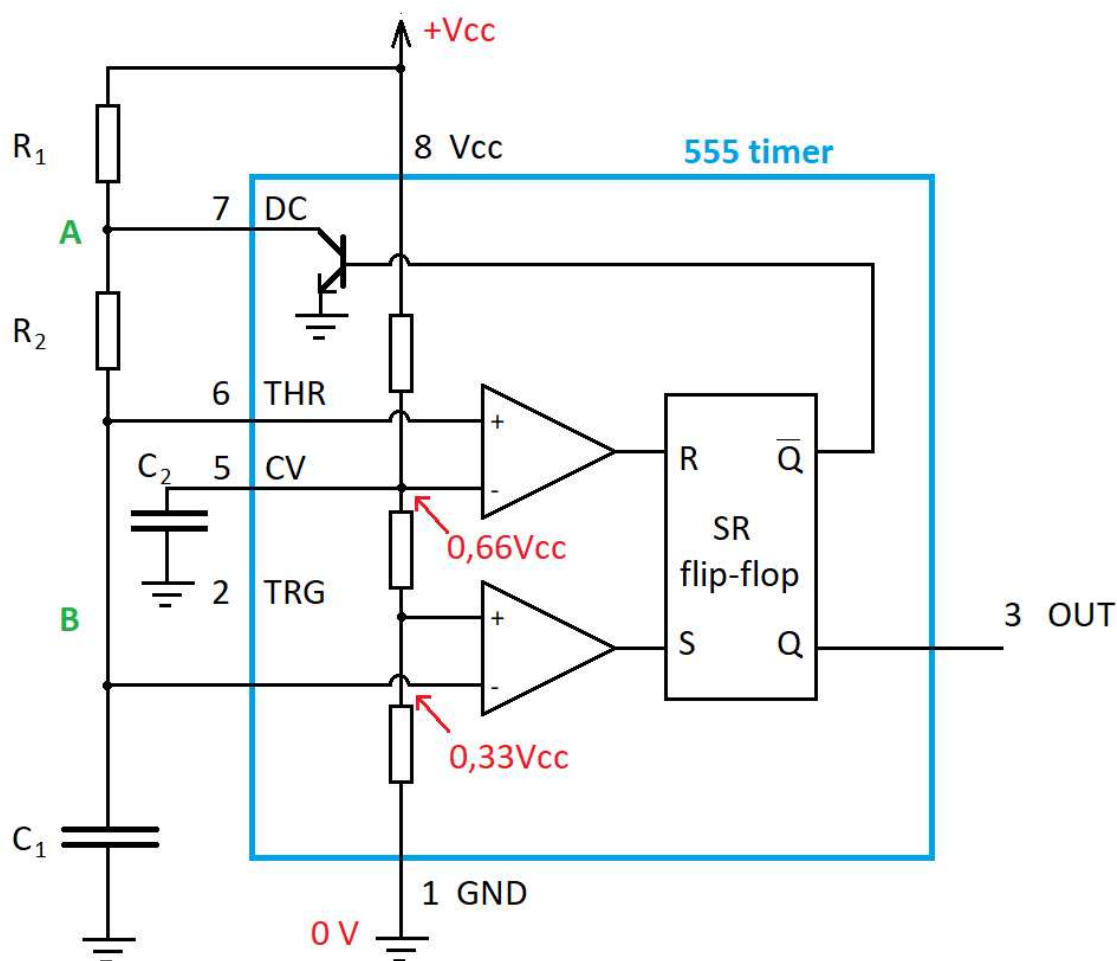 +Vcc
R₁
8 Vcc
555 timer
A
7 DC
R₂
6 THR
+
R
Q̅
C₂
5 CV
-
SR
flip-flop
0,66Vcc
2 TRG
B
+
S
Q
3 OUT
-
0,33Vcc
C₁
1 GND
0 V